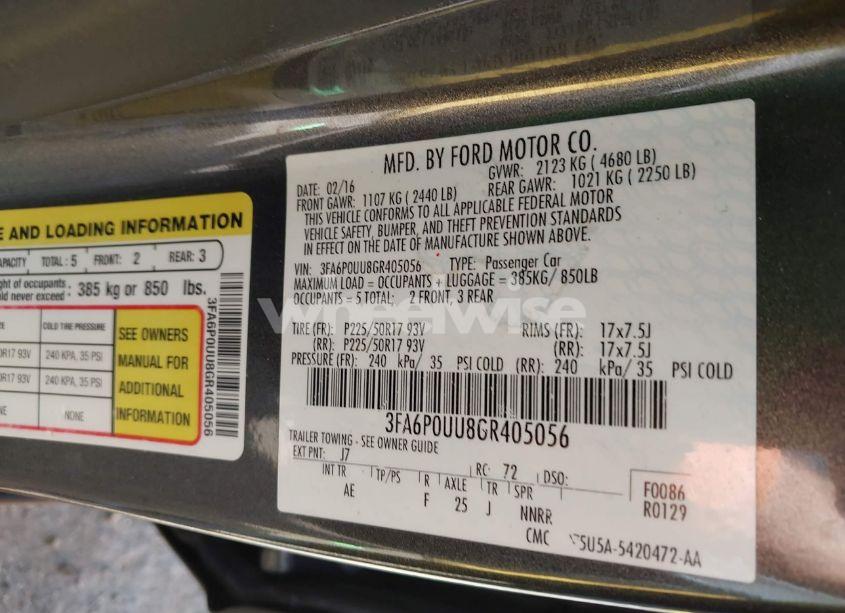 MFD. BY FORD MOTOR CO.
DATE: 02/16 GVWR: 2123 KG ( 4680 LB)
FRONT GAWR: 1107 KG ( 2440 LB) REAR GAWR: 1021 KG ( 2250 LB)
THIS VEHICLE CONFORMS TO ALL APPLICABLE FEDERAL MOTOR
VEHICLE SAFETY, BUMPER, AND THEFT PREVENTION STANDARDS
IN EFFECT ON THE DATE OF MANUFACTURE SHOWN ABOVE.
VIN: 3FA6P0UU8GR405056 TYPE: Passenger Car
MAXIMUM LOAD = OCCUPANTS + LUGGAGE = 385KG/ 850LB
OCCUPANTS = 5 TOTAL: 2 FRONT, 3 REAR
TIRE (FR): P225/50R17 93V RIMS (FR): 17x7.5J
(RR): P225/50R17 93V (RR): 17x7.5J
PRESSURE (FR): 240 kPa/ 35 PSI COLD (RR): 240 kPa/ 35 PSI COLD
3FA6P0UU8GR405056
TRAILER TOWING - SEE OWNER GUIDE
EXT PNT: J7 RC: 72 DSO:
INT TR TP/PS R AXLE TR SPR F0086
AE F 25 J NNRR R0129
CMC 5U5A-5420472-AA
E AND LOADING INFORMATION
TOTAL : 5 FRONT: 2 REAR: 3
ht of occupants
ld never exceed : 385 kg or 850 lbs.
COLD TIRE PRESSURE
0R17 93V 240 KPA, 35 PSI
0R17 93V 240 KPA, 35 PSI
NONE
SEE OWNERS
MANUAL FOR
ADDITIONAL
INFORMATION
3FA6P0UU8GR405056
wheelwise